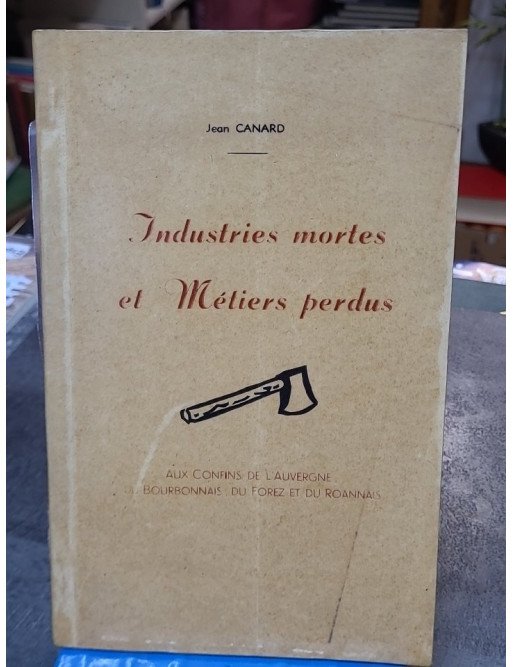 Jean CANARD
Industries mortes
et Métiers perdus
AUX CONFINS DE L'AUVERGNE
DU BOURBONNAIS, DU FOREZ ET DU ROANNAIS